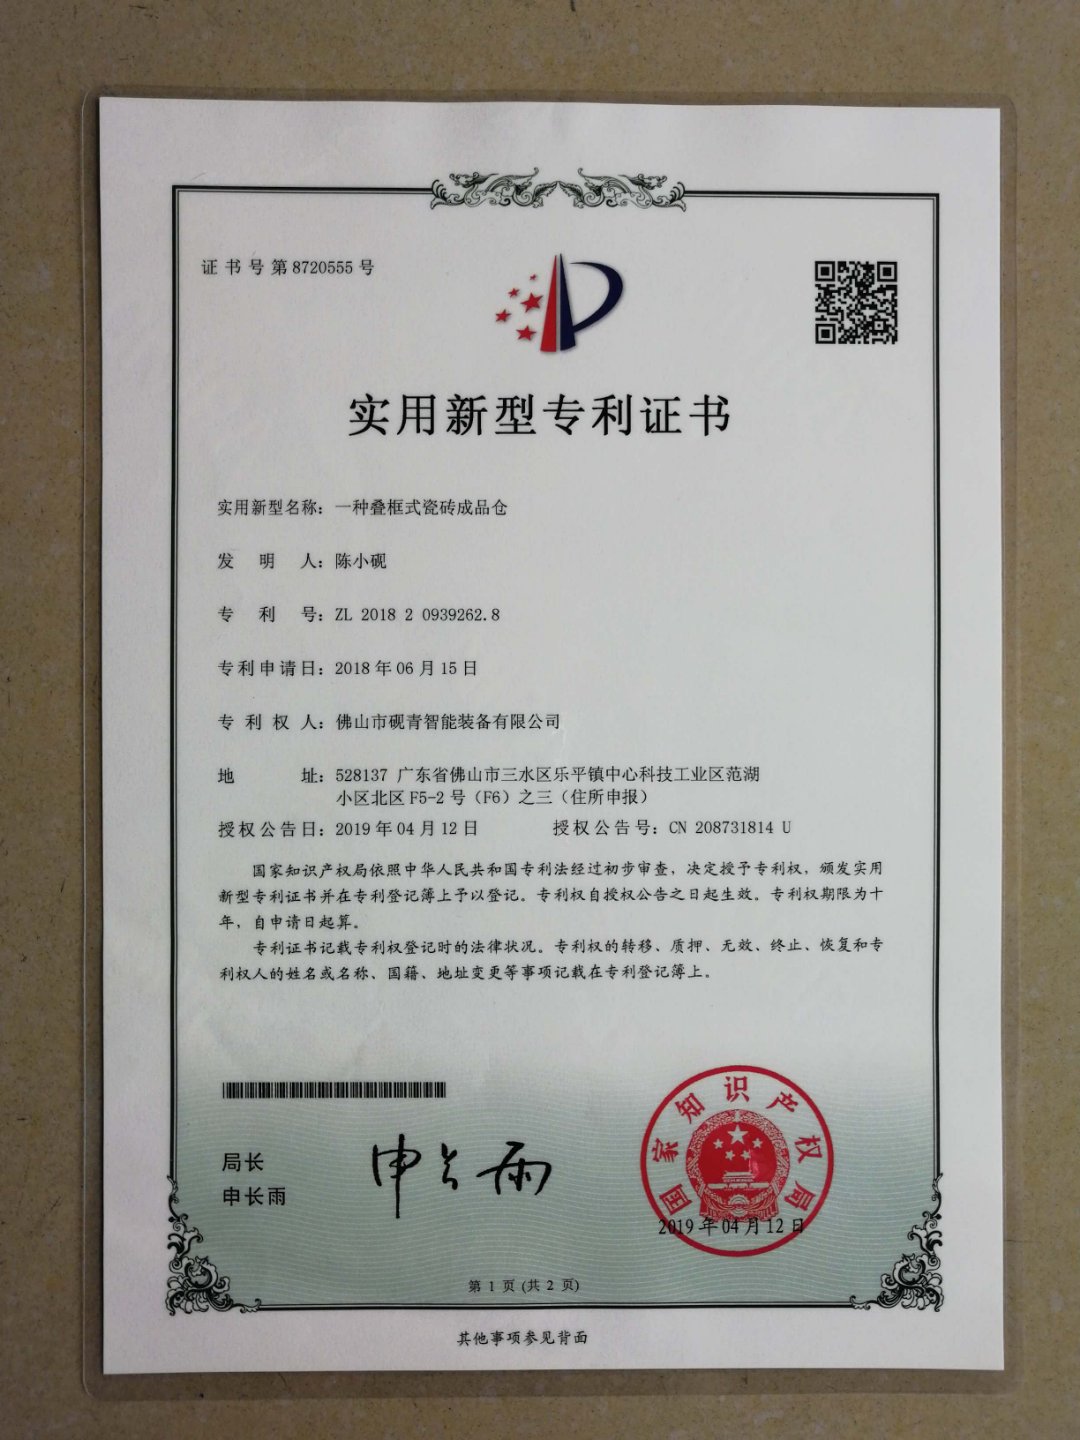 证书号第8720555号
实用新型专利证书
实用新型名称：一种叠框式瓷砖成品仓
发明人：陈小砚
专利号：ZL 2018 2 0939262.8
专利申请日：2018年06月15日
专利权人：佛山市砚青智能装备有限公司
地址：528137 广东省佛山市三水区乐平镇中心科技工业区范湖
小区北区F5-2号（F6）之三（住所申报）
授权公告日：2019年04月12日 授权公告号：CN 208731814 U
国家知识产权局依照中华人民共和国专利法经过初步审查，决定授予专利权，颁发实用
新型专利证书并在专利登记簿上予以登记。专利权自授权公告之日起生效。专利权期限为十
年，自申请日起算。
专利证书记载专利权登记时的法律状况。专利权的转移、质押、无效、终止、恢复和专
利权人的姓名或名称、国籍、地址变更等事项记载在专利登记簿上。
局长
申长雨
申长雨
国家知识产权局
2019年04月12日
第 1 页 (共 2 页)
其他事项参见背面